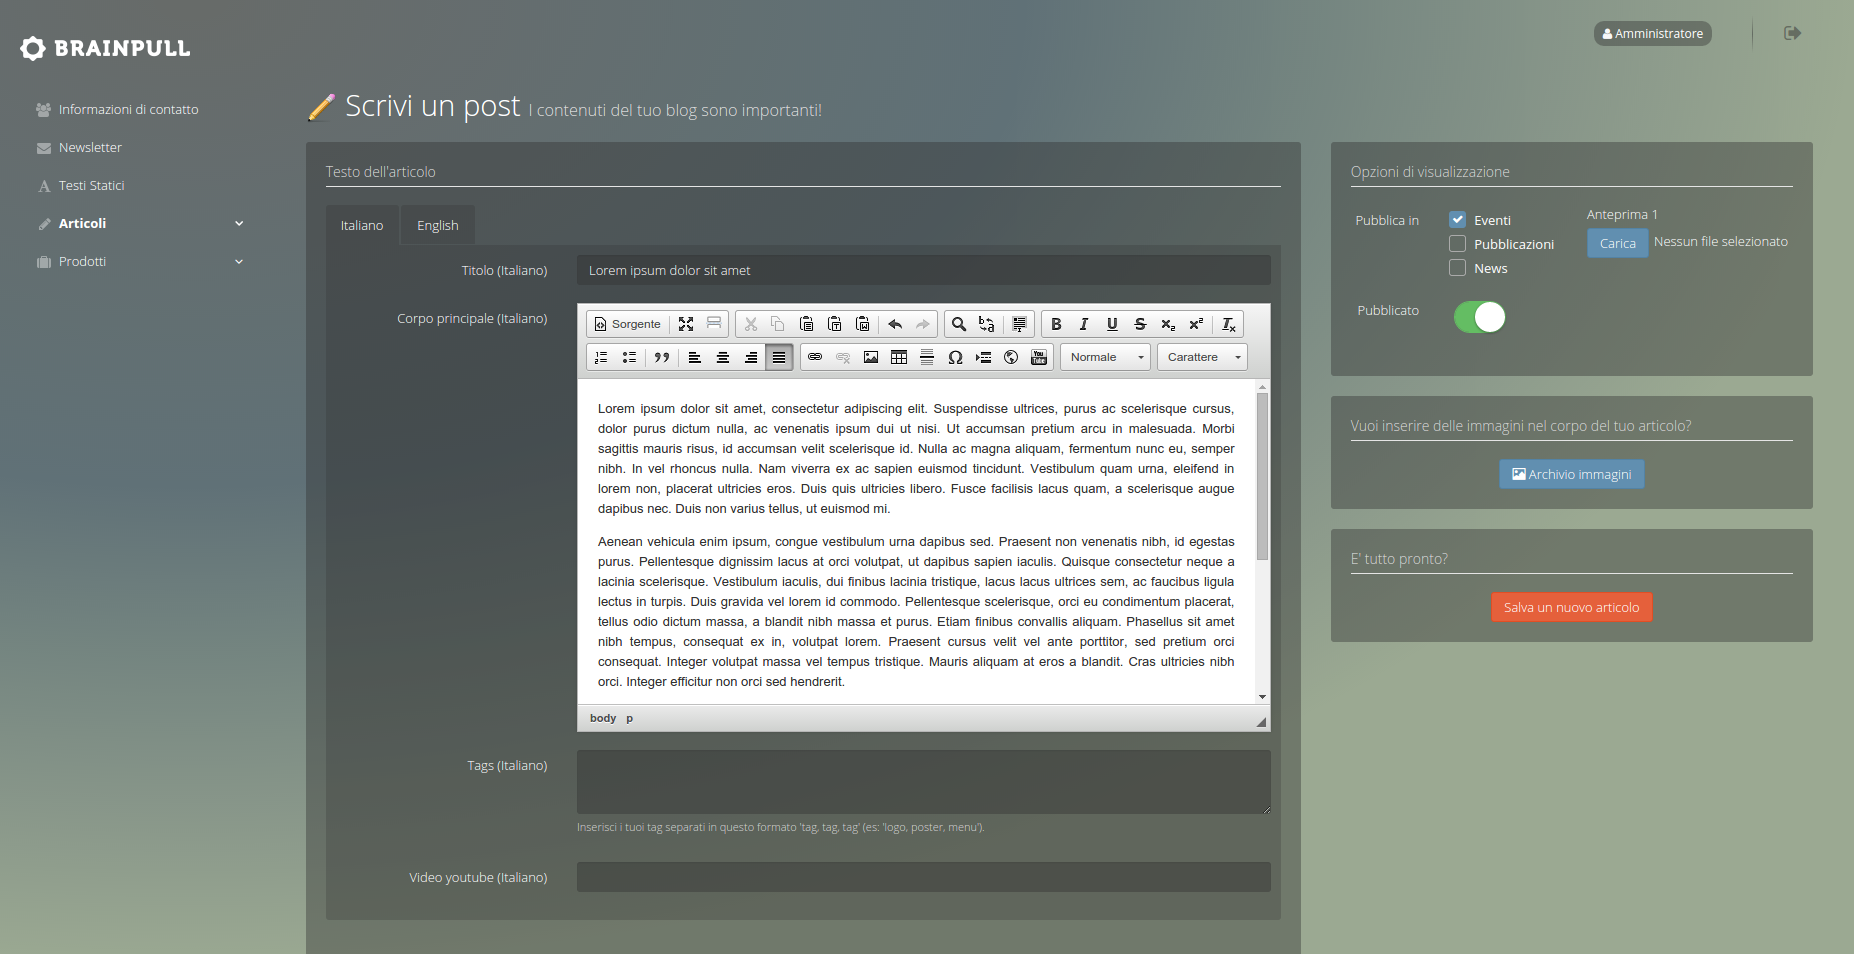 BRAINPULL
Amministratore
Informazioni di contatto
Newsletter
Testi Statici
Articoli
Prodotti
Scrivi un post I contenuti del tuo blog sono importanti!
Testo dell'articolo
Italiano English
Titolo (Italiano) Lorem ipsum dolor sit amet
Corpo principale (Italiano)
Sorgente
Normale Carattere
Lorem ipsum dolor sit amet, consectetur adipiscing elit. Suspendisse ultrices, purus ac scelerisque cursus,
dolor purus dictum nulla, ac venenatis ipsum dui ut nisi. Ut accumsan pretium arcu in malesuada. Morbi
sagittis mauris risus, id accumsan velit scelerisque id. Nulla ac magna aliquam, fermentum nunc eu, semper
nibh. In vel rhoncus nulla. Nam viverra ex ac sapien euismod tincidunt. Vestibulum quam urna, eleifend in
lorem non, placerat ultricies eros. Duis quis ultricies libero. Fusce facilisis lacus quam, a scelerisque augue
dapibus nec. Duis non varius tellus, ut euismod mi.
Aenean vehicula enim ipsum, congue vestibulum urna dapibus sed. Praesent non venenatis nibh, id egestas
purus. Pellentesque dignissim lacus at orci volutpat, ut dapibus sapien iaculis. Quisque consectetur neque a
lacinia scelerisque. Vestibulum iaculis, dui finibus lacinia tristique, lacus lacus ultrices sem, ac faucibus ligula
lectus in turpis. Duis gravida vel lorem id commodo. Pellentesque scelerisque, orci eu condimentum placerat,
tellus odio dictum massa, a blandit nibh massa et purus. Etiam finibus convallis aliquam. Phasellus sit amet
nibh tempus, consequat ex in, volutpat lorem. Praesent cursus velit vel ante porttitor, sed pretium orci
consequat. Integer volutpat massa vel tempus tristique. Mauris aliquam at eros a blandit. Cras ultricies nibh
orci. Integer efficitur non orci sed hendrerit.
body p
Tags (Italiano)
Inserisci i tuoi tag separati in questo formato 'tag, tag, tag' (es: 'logo, poster, menu').
Video youtube (Italiano)
Opzioni di visualizzazione
Pubblica in
Eventi
Pubblicazioni
News
Anteprima 1
Carica Nessun file selezionato
Pubblicato
Vuoi inserire delle immagini nel corpo del tuo articolo?
Archivio immagini
E' tutto pronto?
Salva un nuovo articolo